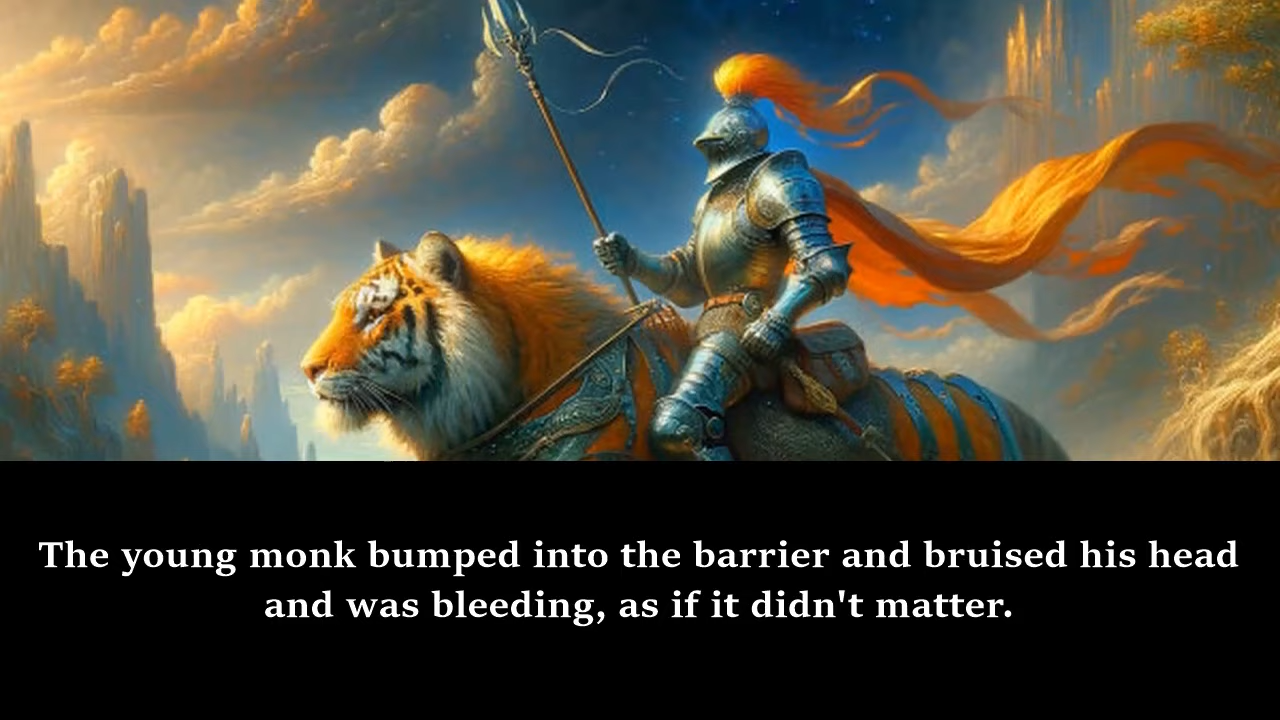 The young monk bumped into the barrier and bruised his head
and was bleeding, as if it didn't matter.